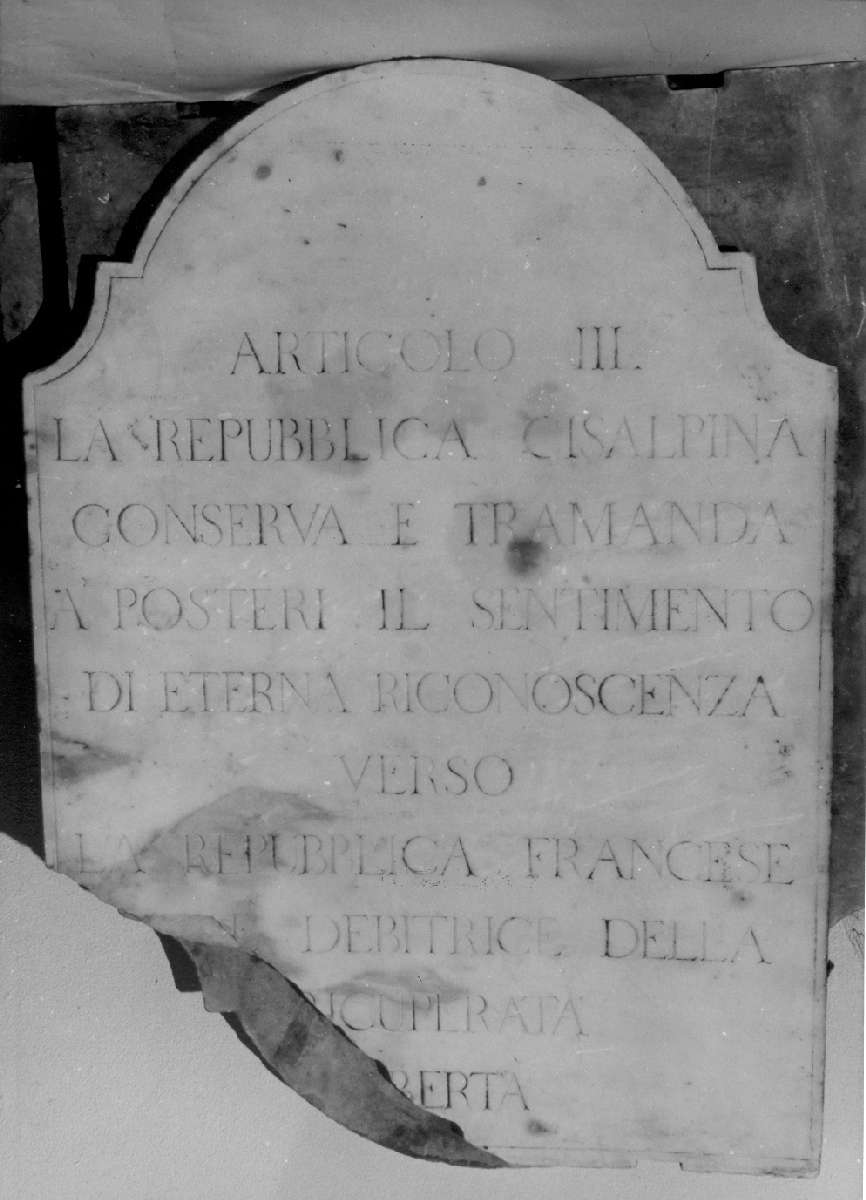 ARTICOLO III.
LA REPUBBLICA CISALPINA
CONSERVA E TRAMANDA
A POSTERI IL SENTIMENTO
DI ETERNA RICONOSCENZA
VERSO
LA REPUBBLICA FRANCESE
DEBITRICE DELLA
RICUPERATA
BERTA